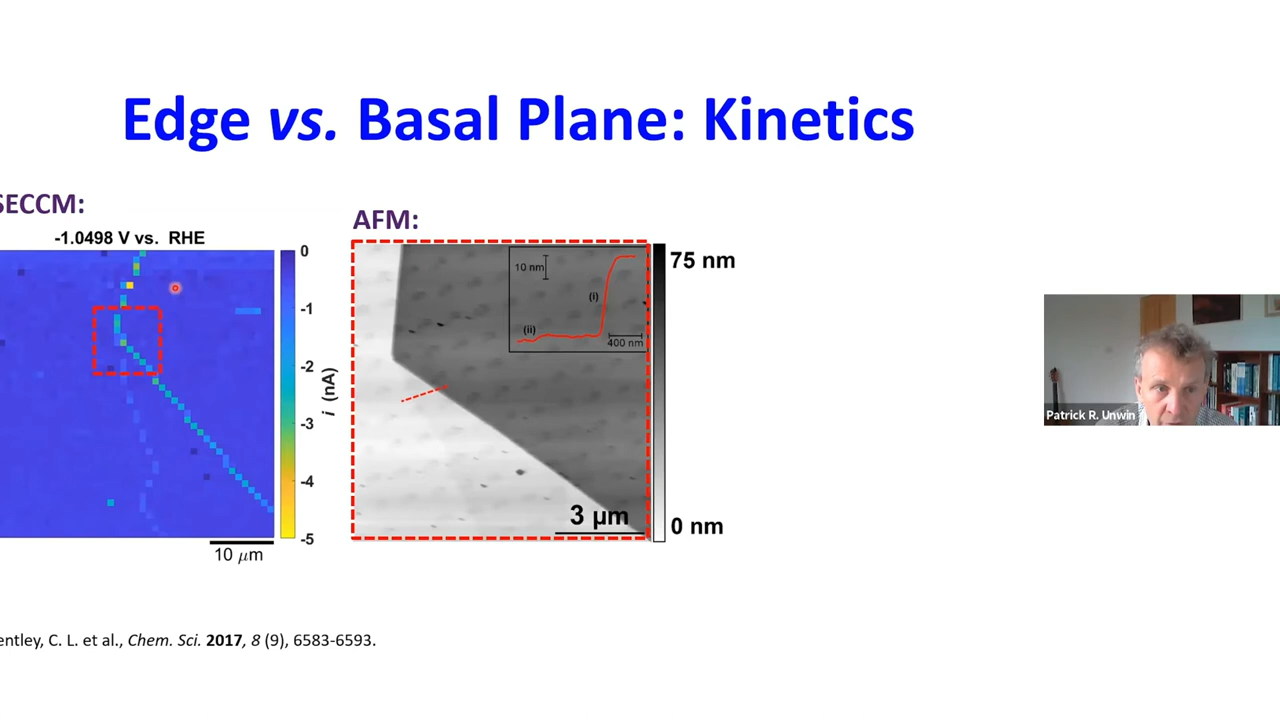 Edge vs. Basal Plane: Kinetics
SECCM:
AFM:
-1.0498 V vs. RHE
0
-1
-2
-3
-4
-5
i (nA)
10 μm
10 nm
(i)
(ii)
400 nm
3 μm
75 nm
0 nm
Patrick R. Unwin
entley, C. L. et al., Chem. Sci. 2017, 8 (9), 6583-6593.